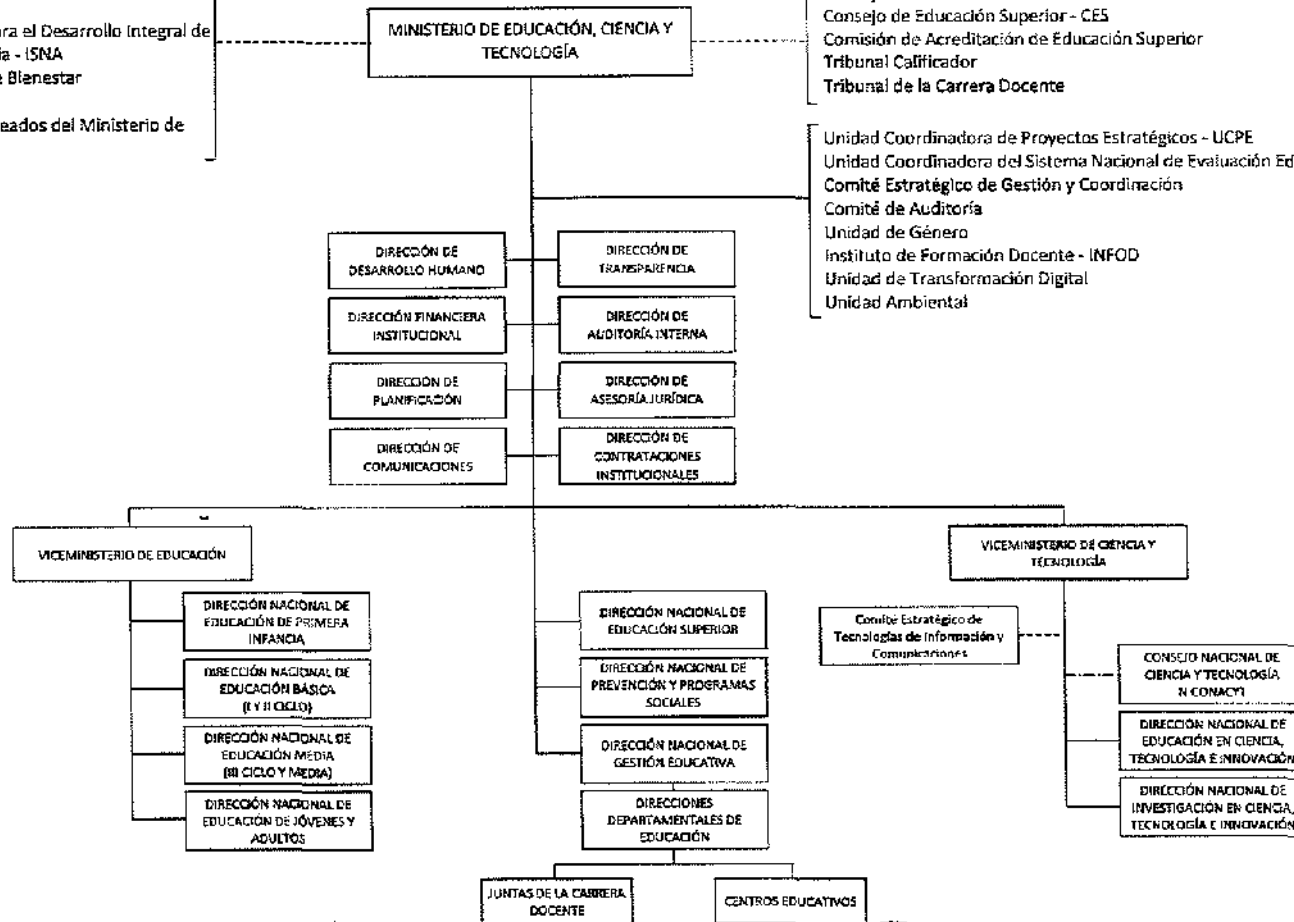 ra el Desarrollo Integral de
ia - ISNA
e Bienestar
eados del Ministerio de
MINISTERIO DE EDUCACIÓN, CIENCIA Y
TECNOLOGÍA
Consejo de Educación Superior - CES
Comisión de Acreditación de Educación Superior
Tribunal Calificador
Tribunal de la Carrera Docente
Unidad Coordinadora de Proyectos Estratégicos - UCPE
Unidad Coordinadora del Sistema Nacional de Evaluación Ed
Comité Estratégico de Gestión y Coordinación
Comité de Auditoría
Unidad de Género
Instituto de Formación Docente - INFOD
Unidad de Transformación Digital
Unidad Ambiental
DIRECCIÓN DE
DESARROLLO HUMANO
DIRECCIÓN DE
TRANSPARENCIA
DIRECCIÓN FINANCIERA
INSTITUCIONAL
DIRECCIÓN DE
AUDITORÍA INTERNA
DIRECCIÓN DE
PLANIFICACIÓN
DIRECCIÓN DE
ASESORÍA JURÍDICA
DIRECCIÓN DE
COMUNICACIONES
DIRECCIÓN DE
CONTRATACIONES
INSTITUCIONALES
VICEMINISTERIO DE EDUCACIÓN
DIRECCIÓN NACIONAL DE
EDUCACIÓN DE PRIMERA
INFANCIA
DIRECCIÓN NACIONAL DE
EDUCACIÓN BÁSICA
(I Y II CICLO)
DIRECCIÓN NACIONAL DE
EDUCACIÓN MEDIA
(III CICLO Y MEDIA)
DIRECCIÓN NACIONAL DE
EDUCACIÓN DE JÓVENES Y
ADULTOS
DIRECCIÓN NACIONAL DE
EDUCACIÓN SUPERIOR
DIRECCIÓN NACIONAL DE
PREVENCIÓN Y PROGRAMAS
SOCIALES
DIRECCIÓN NACIONAL DE
GESTIÓN EDUCATIVA
DIRECCIONES
DEPARTAMENTALES DE
EDUCACIÓN
JUNTAS DE LA CARRERA
DOCENTE
CENTROS EDUCATIVOS
VICEMINISTERIO DE CIENCIA Y
TECNOLOGÍA
Comité Estratégico de
Tecnologías de Información y
Comunicaciones
CONSEJO NACIONAL DE
CIENCIA Y TECNOLOGÍA
N CONACYT
DIRECCIÓN NACIONAL DE
EDUCACIÓN EN CIENCIA,
TECNOLOGÍA E INNOVACIÓN
DIRECCIÓN NACIONAL DE
INVESTIGACIÓN EN CIENCIA,
TECNOLOGÍA E INNOVACIÓN